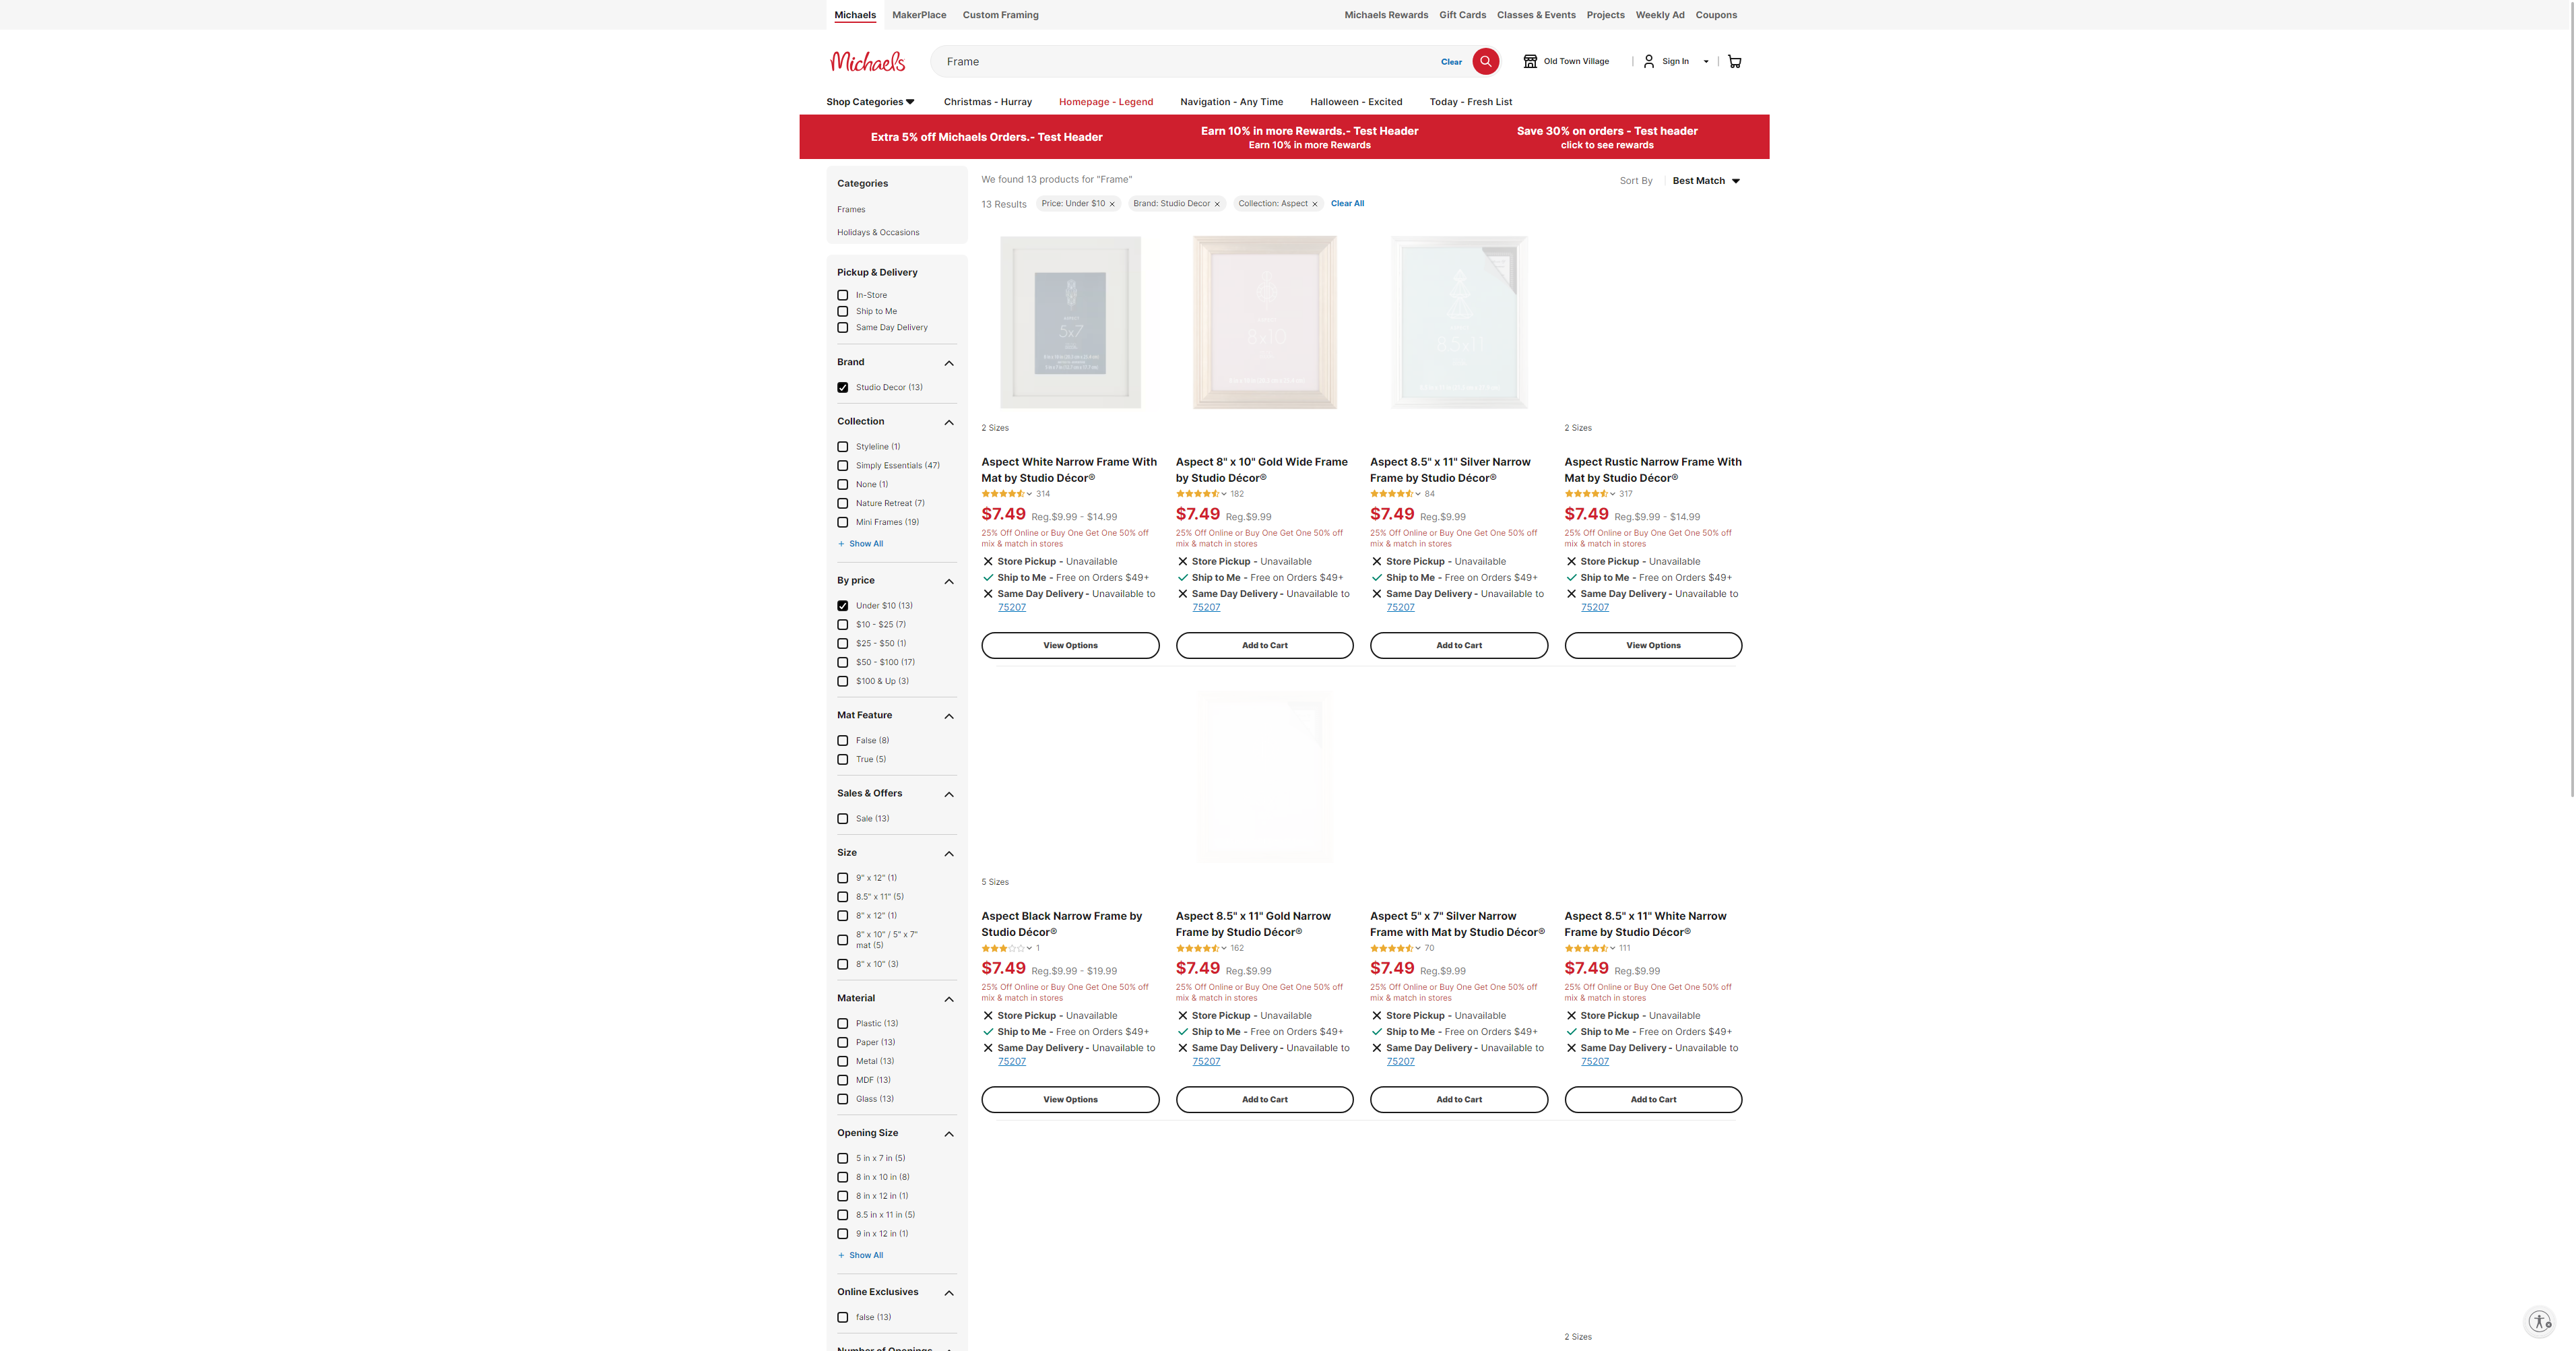 Michaels
MakerPlace
Custom Framing
Michaels Rewards
Gift Cards
Classes & Events
Projects
Weekly Ad
Coupons
Michaels
Frame
Clear
Old Town Village
Sign In
Shop Categories
Christmas - Hurray
Homepage - Legend
Navigation - Any Time
Halloween - Excited
Today - Fresh List
Extra 5% off Michaels Orders.- Test Header
Earn 10% in more Rewards.- Test Header
Earn 10% in more Rewards
Save 30% on orders - Test header
click to see rewards
Categories
Frames
Holidays & Occasions
Pickup & Delivery
In-Store
Ship to Me
Same Day Delivery
Brand
Studio Decor (13)
Collection
Styleline (1)
Simply Essentials (47)
None (1)
Nature Retreat (7)
Mini Frames (19)
+ Show All
By price
Under $10 (13)
$10 - $25 (7)
$25 - $50 (1)
$50 - $100 (17)
$100 & Up (3)
Mat Feature
False (8)
True (5)
Sales & Offers
Sale (13)
Size
9" x 12" (1)
8.5" x 11" (5)
8" x 12" (1)
8" x 10" / 5" x 7"
mat (5)
8" x 10" (3)
Material
Plastic (13)
Paper (13)
Metal (13)
MDF (13)
Glass (13)
Opening Size
5 in x 7 in (5)
8 in x 10 in (8)
8 in x 12 in (1)
8.5 in x 11 in (5)
9 in x 12 in (1)
+ Show All
Online Exclusives
false (13)
Number of Openings
We found 13 products for "Frame"
Sort By
Best Match
13 Results
Price: Under $10
Brand: Studio Decor
Collection: Aspect
Clear All
ASPECT
5x7
8x10
8.5x11
2 Sizes
Aspect White Narrow Frame With
Mat by Studio Décor®
314
$7.49 Reg.$9.99 - $14.99
25% Off Online or Buy One Get One 50% off
mix & match in stores
Store Pickup - Unavailable
Ship to Me - Free on Orders $49+
Same Day Delivery - Unavailable to
75207
View Options
Aspect 8" x 10" Gold Wide Frame
by Studio Décor®
182
$7.49 Reg.$9.99
25% Off Online or Buy One Get One 50% off
mix & match in stores
Store Pickup - Unavailable
Ship to Me - Free on Orders $49+
Same Day Delivery - Unavailable to
75207
Add to Cart
Aspect 8.5" x 11" Silver Narrow
Frame by Studio Décor®
84
$7.49 Reg.$9.99
25% Off Online or Buy One Get One 50% off
mix & match in stores
Store Pickup - Unavailable
Ship to Me - Free on Orders $49+
Same Day Delivery - Unavailable to
75207
Add to Cart
2 Sizes
Aspect Rustic Narrow Frame With
Mat by Studio Décor®
317
$7.49 Reg.$9.99 - $14.99
25% Off Online or Buy One Get One 50% off
mix & match in stores
Store Pickup - Unavailable
Ship to Me - Free on Orders $49+
Same Day Delivery - Unavailable to
75207
View Options
5 Sizes
Aspect Black Narrow Frame by
Studio Décor®
1
$7.49 Reg.$9.99 - $19.99
25% Off Online or Buy One Get One 50% off
mix & match in stores
Store Pickup - Unavailable
Ship to Me - Free on Orders $49+
Same Day Delivery - Unavailable to
75207
View Options
Aspect 8.5" x 11" Gold Narrow
Frame by Studio Décor®
162
$7.49 Reg.$9.99
25% Off Online or Buy One Get One 50% off
mix & match in stores
Store Pickup - Unavailable
Ship to Me - Free on Orders $49+
Same Day Delivery - Unavailable to
75207
Add to Cart
Aspect 5" x 7" Silver Narrow
Frame with Mat by Studio Décor®
70
$7.49 Reg.$9.99
25% Off Online or Buy One Get One 50% off
mix & match in stores
Store Pickup - Unavailable
Ship to Me - Free on Orders $49+
Same Day Delivery - Unavailable to
75207
Add to Cart
Aspect 8.5" x 11" White Narrow
Frame by Studio Décor®
111
$7.49 Reg.$9.99
25% Off Online or Buy One Get One 50% off
mix & match in stores
Store Pickup - Unavailable
Ship to Me - Free on Orders $49+
Same Day Delivery - Unavailable to
75207
Add to Cart
2 Sizes